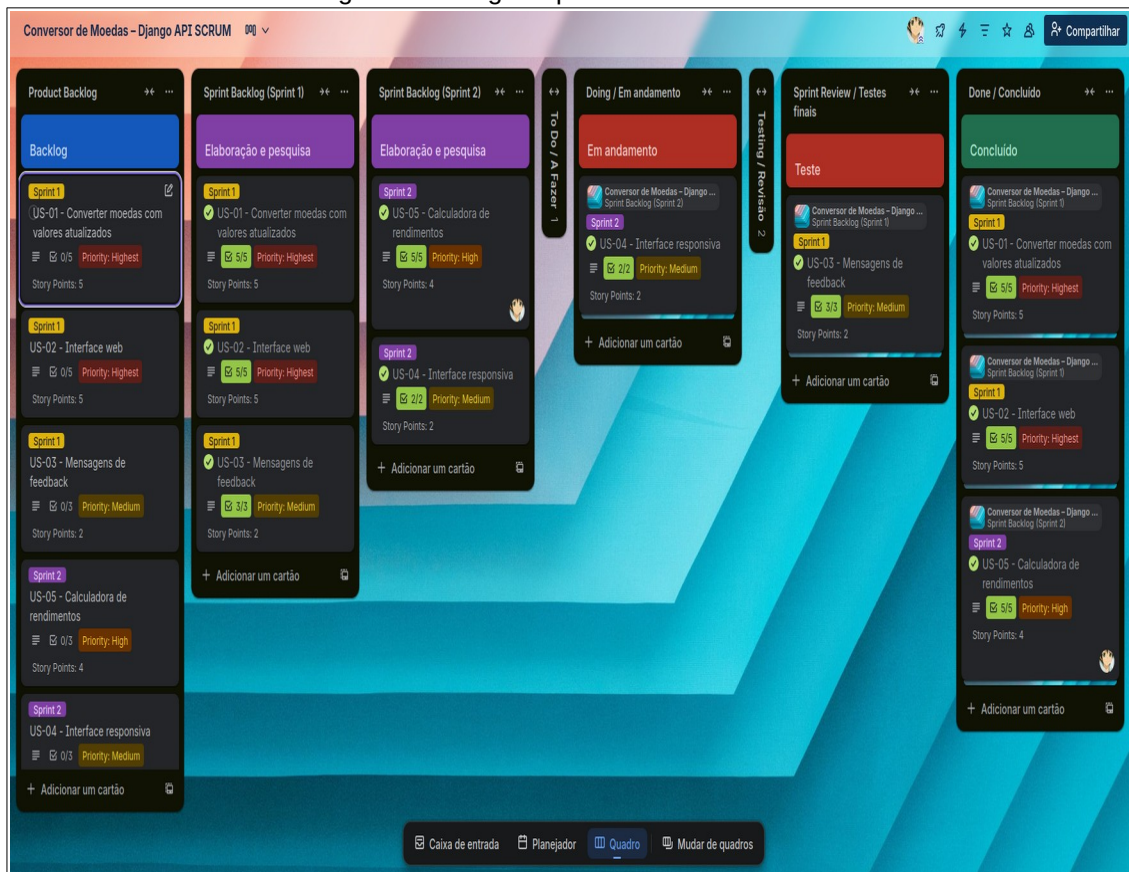 Conversor de Moedas – Django API SCRUM
Compartilhar
Product Backlog
Backlog
Sprint 1
US-01 - Converter moedas com
valores atualizados
0/5 Priority: Highest
Story Points: 5
Sprint 1
US-02 - Interface web
0/5 Priority: Highest
Story Points: 5
Sprint 1
US-03 - Mensagens de
feedback
0/3 Priority: Medium
Story Points: 2
Sprint 2
US-05 - Calculadora de
rendimentos
0/3 Priority: High
Story Points: 4
Sprint 2
US-04 - Interface responsiva
0/3 Priority: Medium
+ Adicionar um cartão
Sprint Backlog (Sprint 1)
Elaboração e pesquisa
Sprint 1
US-01 - Converter moedas com
valores atualizados
5/5 Priority: Highest
Story Points: 5
Sprint 1
US-02 - Interface web
5/5 Priority: Highest
Story Points: 5
Sprint 1
US-03 - Mensagens de
feedback
3/3 Priority: Medium
Story Points: 2
+ Adicionar um cartão
Sprint Backlog (Sprint 2)
Elaboração e pesquisa
Sprint 2
US-05 - Calculadora de
rendimentos
5/5 Priority: High
Story Points: 4
Sprint 2
US-04 - Interface responsiva
2/2 Priority: Medium
Story Points: 2
+ Adicionar um cartão
To Do / A Fazer 1
Doing / Em andamento
Em andamento
Conversor de Moedas – Django ...
Sprint Backlog (Sprint 2)
Sprint 2
US-04 - Interface responsiva
2/2 Priority: Medium
Story Points: 2
+ Adicionar um cartão
Testing / Revisão 2
Sprint Review / Testes
finais
Teste
Conversor de Moedas – Django ...
Sprint Backlog (Sprint 1)
Sprint 1
US-03 - Mensagens de
feedback
3/3 Priority: Medium
Story Points: 2
+ Adicionar um cartão
Done / Concluído
Concluído
Conversor de Moedas – Django ...
Sprint Backlog (Sprint 1)
Sprint 1
US-01 - Converter moedas com
valores atualizados
5/5 Priority: Highest
Story Points: 5
Conversor de Moedas – Django ...
Sprint Backlog (Sprint 1)
Sprint 1
US-02 - Interface web
5/5 Priority: Highest
Story Points: 5
Conversor de Moedas – Django ...
Sprint Backlog (Sprint 2)
Sprint 2
US-05 - Calculadora de
rendimentos
5/5 Priority: High
Story Points: 4
+ Adicionar um cartão
Caixa de entrada Planejador Quadro Mudar de quadros